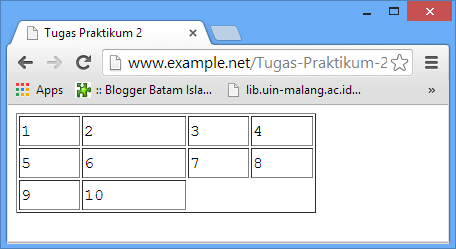 Tugas Praktikum 2
www.example.net/Tugas-Praktikum-2
Apps :: Blogger Batam Isla... lib.uin-malang.ac.id... »
1 2 3 4
5 6 7 8
9 10